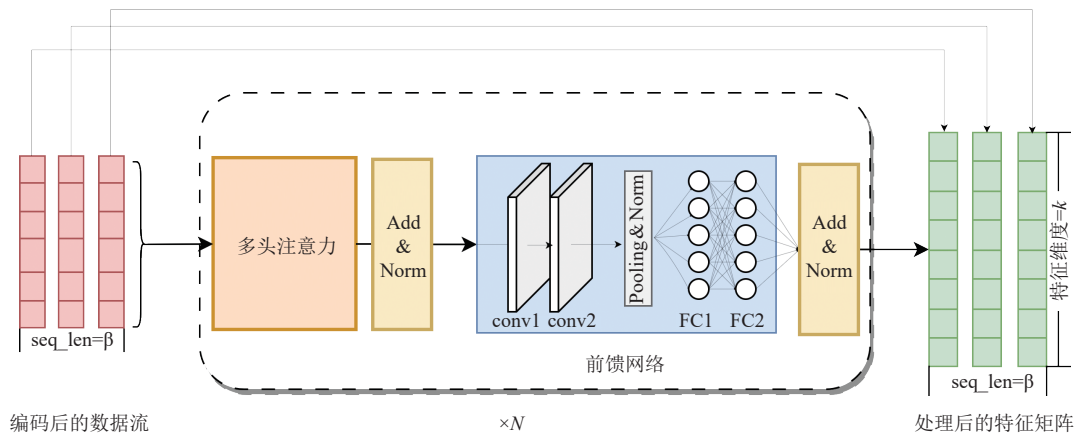 多头注意力
Add
&
Norm
conv1
conv2
Pooling&Norm
FC1
FC2
Add
&
Norm
前馈网络
seq_len=β
seq_len=β
特征维度=k
编码后的数据流
×N
处理后的特征矩阵